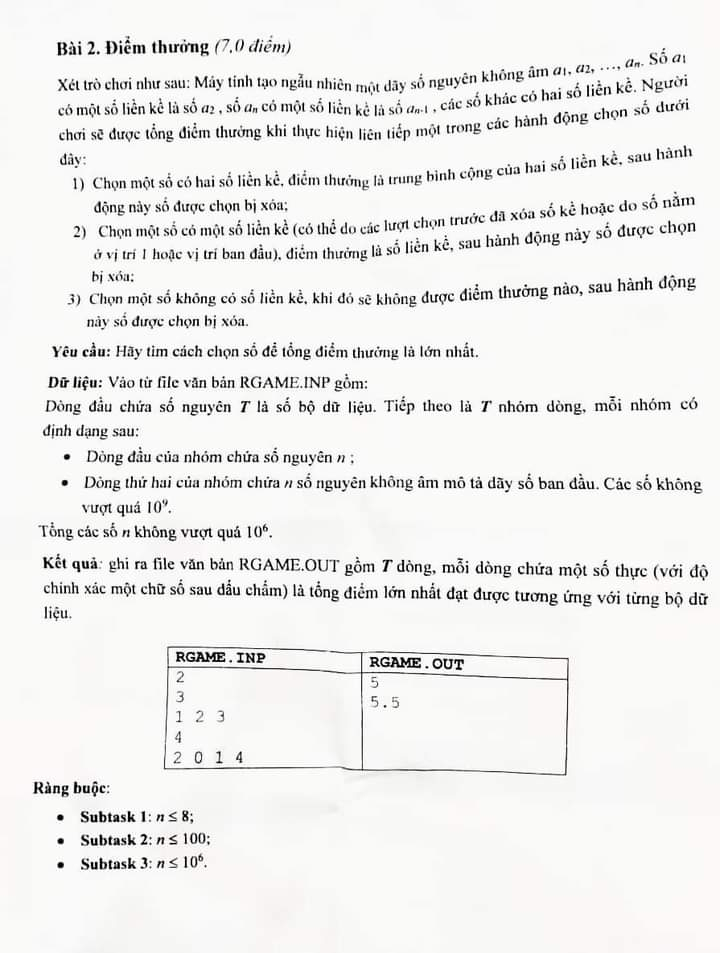 Bài 2. Điểm thưởng (7,0 điểm)
Xét trò chơi như sau: Máy tính tạo ngẫu nhiên một dãy số nguyên không âm a1, a2, …, an. Số a1
có một số liền kề là số a2 , số an có một số liền kề là số an-1 , các số khác có hai số liền kề. Người
chơi sẽ được tổng điểm thưởng khi thực hiện liên tiếp một trong các hành động chọn số dưới
đây:
1) Chọn một số có hai số liền kề, điểm thưởng là trung bình cộng của hai số liền kề, sau hành
động này số được chọn bị xóa;
2) Chọn một số có một số liền kề (có thể do các lượt chọn trước đã xóa số kề hoặc do số nằm
ở vị trí 1 hoặc vị trí ban đầu), điểm thưởng là số liền kề, sau hành động này số được chọn
bị xóa;
3) Chọn một số không có số liền kề, khi đó sẽ không được điểm thưởng nào, sau hành động
này số được chọn bị xóa.
Yêu cầu: Hãy tìm cách chọn số để tổng điểm thưởng là lớn nhất.
Dữ liệu: Vào từ file văn bản RGAME.INP gồm:
Dòng đầu chứa số nguyên T là số bộ dữ liệu. Tiếp theo là T nhóm dòng, mỗi nhóm có
định dạng sau:
• Dòng đầu của nhóm chứa số nguyên n ;
• Dòng thứ hai của nhóm chứa n số nguyên không âm mô tả dãy số ban đầu. Các số không
vượt quá 10⁹.
Tổng các số n không vượt quá 10⁶.
Kết quả: ghi ra file văn bản RGAME.OUT gồm T dòng, mỗi dòng chứa một số thực (với độ
chính xác một chữ số sau dấu chấm) là tổng điểm lớn nhất đạt được tương ứng với từng bộ dữ
liệu.
RGAME.INP RGAME.OUT
2 5
3 5.5
1 2 3
4
2 0 1 4
Ràng buộc:
• Subtask 1: n ≤ 8;
• Subtask 2: n ≤ 100;
• Subtask 3: n ≤ 10⁶.